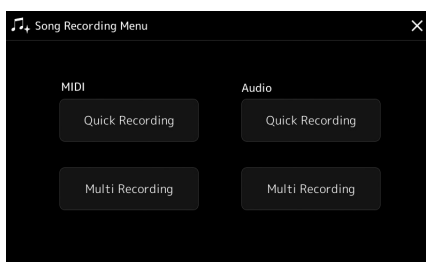 Song Recording Menu
MIDI
Audio
Quick Recording
Quick Recording
Multi Recording
Multi Recording